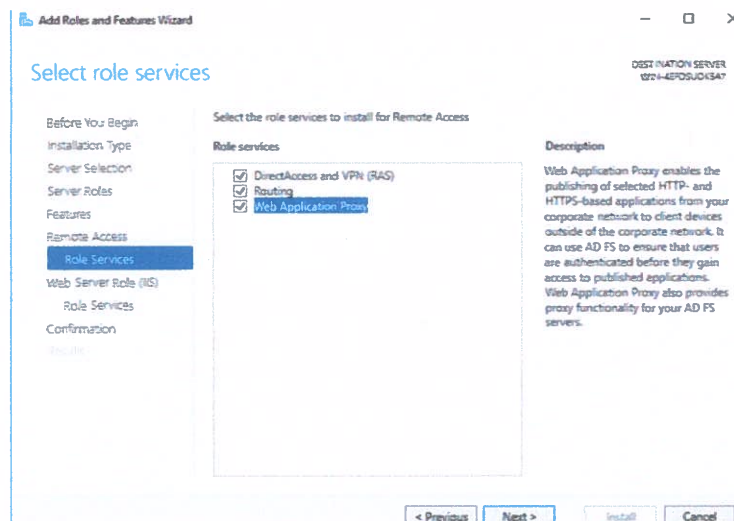 Add Roles and Features Wizard
Select role services
DESTINATION SERVER
Before You Begin
Installation Type
Server Selection
Server Roles
Features
Remote Access
Role Services
Web Server Role (IIS)
Role Services
Confirmation
Results
Select the role services to install for Remote Access
Role services
DirectAccess and VPN (RAS)
Routing
Web Application Proxy
Description
Web Application Proxy enables the
publishing of selected HTTP- and
HTTPS-based applications from your
corporate network to client devices
outside of the corporate network. It
can use AD FS to ensure that users
are authenticated before they gain
access to published applications.
Web Application Proxy also provides
proxy functionality for your AD FS
servers.
< Previous
Next >
Install
Cancel